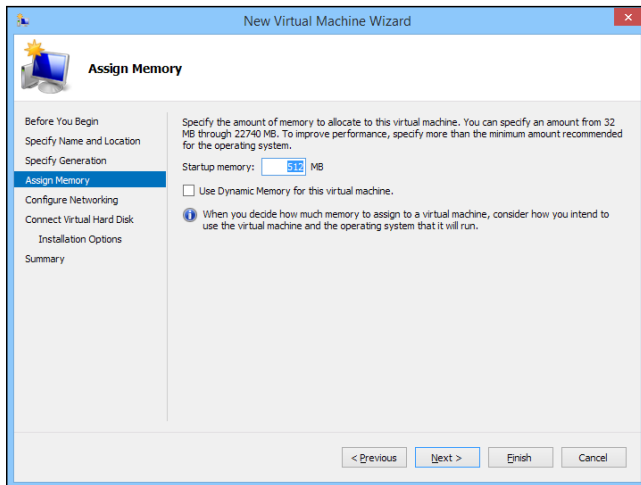 New Virtual Machine Wizard
Assign Memory
Before You Begin
Specify Name and Location
Specify Generation
Assign Memory
Configure Networking
Connect Virtual Hard Disk
Installation Options
Summary
Specify the amount of memory to allocate to this virtual machine. You can specify an amount from 32
MB through 22740 MB. To improve performance, specify more than the minimum amount recommended
for the operating system.
Startup memory: 512 MB
Use Dynamic Memory for this virtual machine.
When you decide how much memory to assign to a virtual machine, consider how you intend to
use the virtual machine and the operating system that it will run.
< Previous Next > Finish Cancel